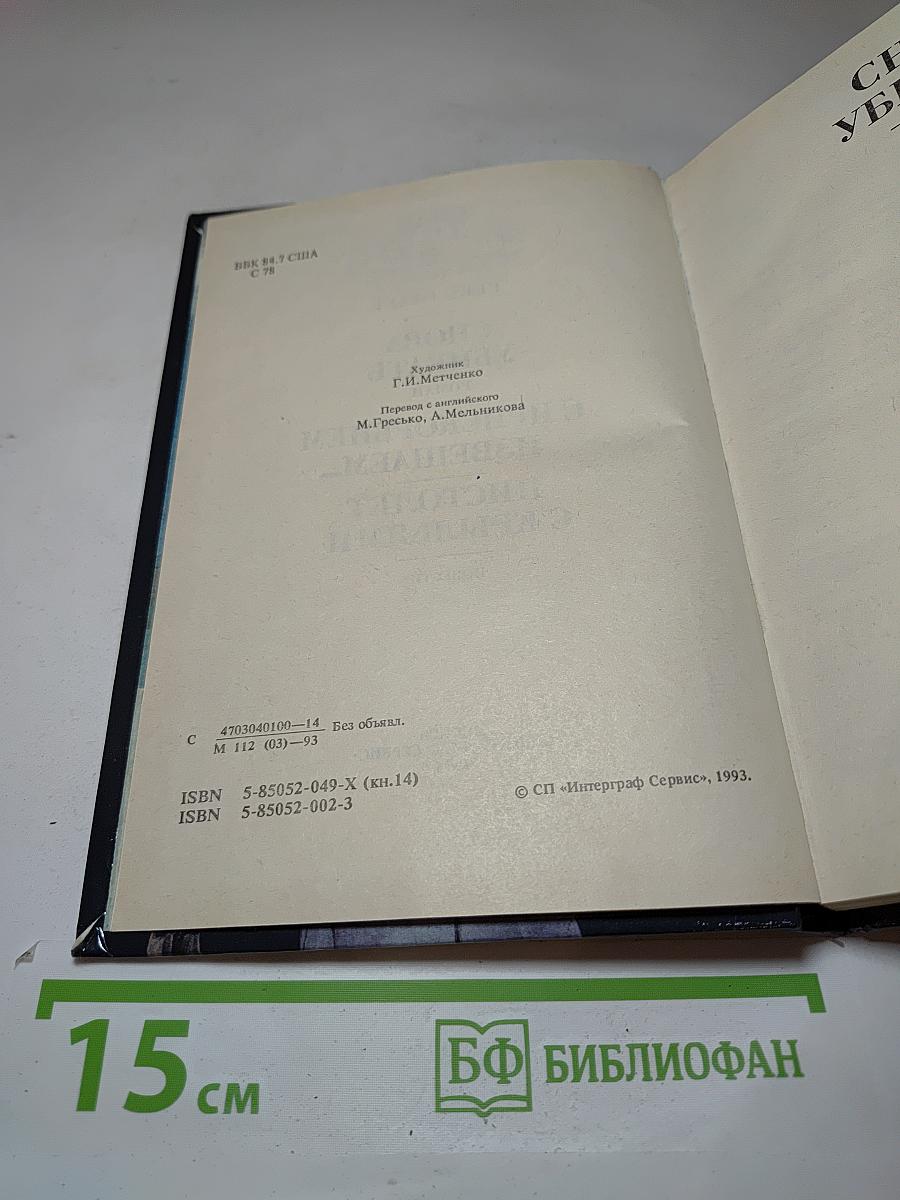 ББК 84.7 США
С 78
Художник
Г.И.Метченко
Перевод с английского
М.Гресько, А.Мельникова
С 4703040100—14 Без объявл.
М 112 (03)—93
ISBN 5-85052-049-X (кн.14)
ISBN 5-85052-002-3
© СП «Интерграф Сервис», 1993.
15 см
БФ БИБЛИОФАН